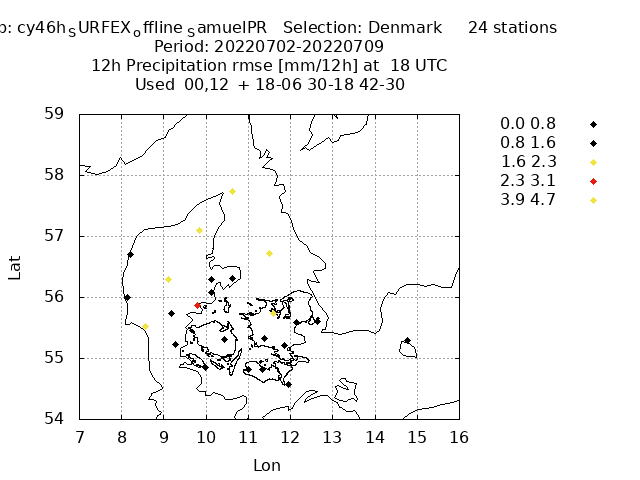 p: cy46hSURFEXoffline SamuelPR Selection: Denmark 24 stations
Period: 20220702-20220709
12h Precipitation rmse [mm/12h] at 18 UTC
Used 00,12 + 18-06 30-18 42-30
59
58
57
56
55
54
7 8 9 10 11 12 13 14 15 16
Lat
Lon
0.0 0.8
0.8 1.6
1.6 2.3
2.3 3.1
3.9 4.7